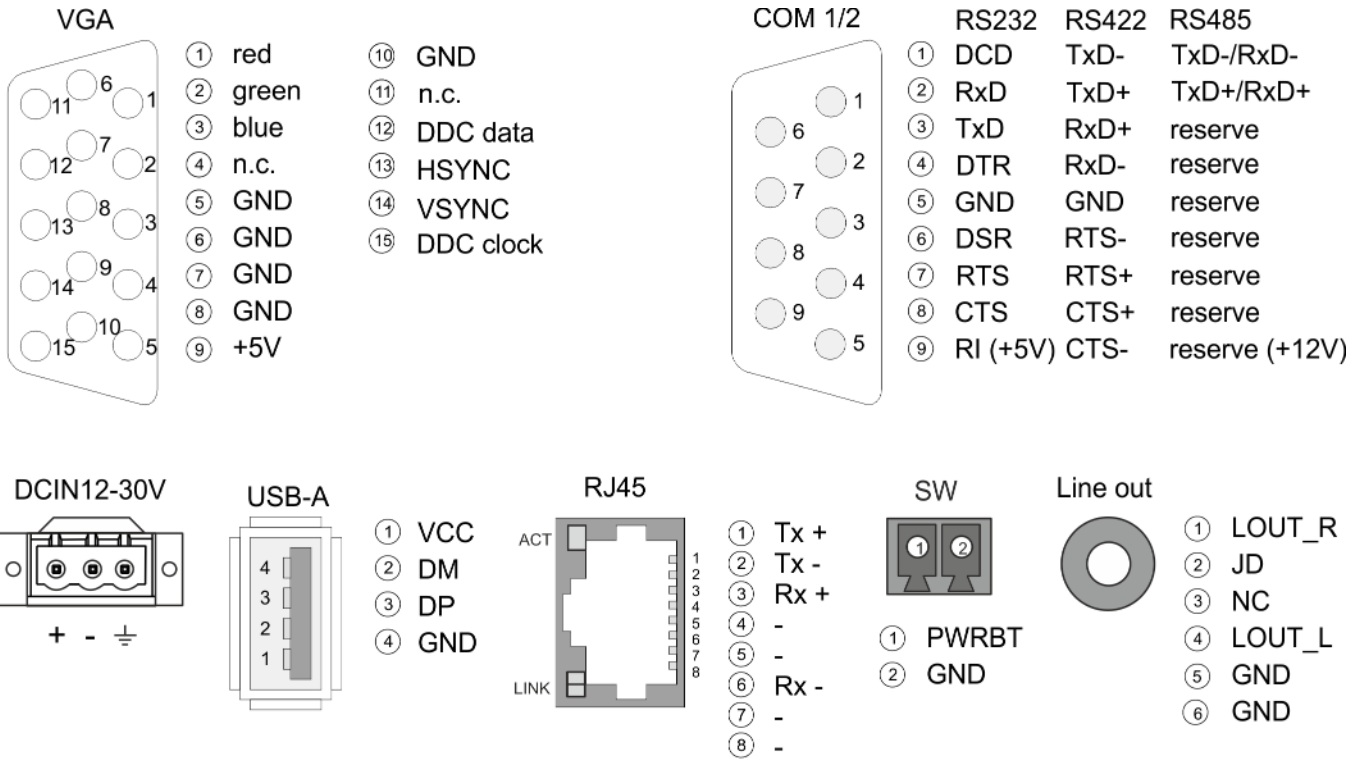 VGA
11 6 1
12 7 2
13 8 3
14 9 4
15 10 5
1 red
2 green
3 blue
4 n.c.
5 GND
6 GND
7 GND
8 GND
9 +5V
10 GND
11 n.c.
12 DDC data
13 HSYNC
14 VSYNC
15 DDC clock
COM 1/2
1
6
2
7
3
8
4
9
5
RS232 RS422 RS485
1 DCD TxD- TxD-/RxD-
2 RxD TxD+ TxD+/RxD+
3 TxD RxD+ reserve
4 DTR RxD- reserve
5 GND GND reserve
6 DSR RTS- reserve
7 RTS RTS+ reserve
8 CTS CTS+ reserve
9 RI (+5V) CTS- reserve (+12V)
DCIN12-30V
+ -
USB-A
4
3
2
1
1 VCC
2 DM
3 DP
4 GND
RJ45
ACT
LINK
1
2
3
4
5
6
7
8
1 Tx +
2 Tx -
3 Rx +
4 -
5 -
6 Rx -
7 -
8 -
SW
1 2
1 PWRBT
2 GND
Line out
1 LOUT_R
2 JD
3 NC
4 LOUT_L
5 GND
6 GND